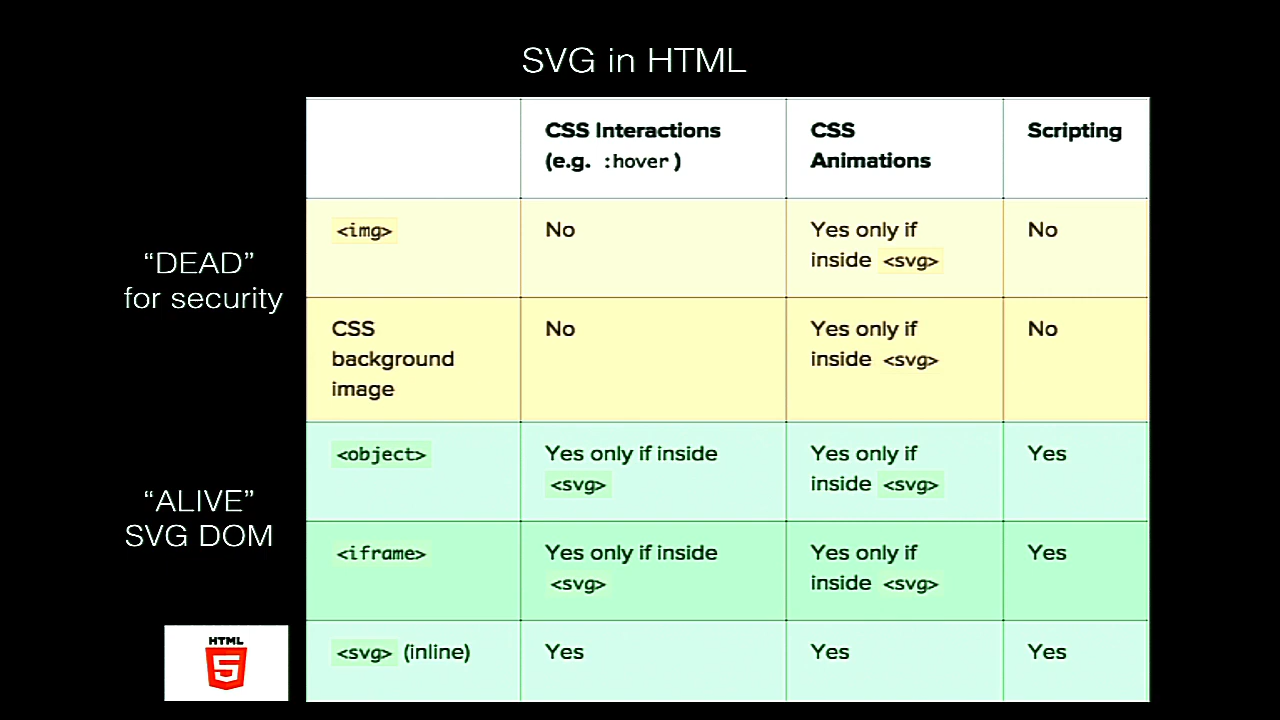 SVG in HTML
CSS Interactions
(e.g. :hover )
CSS
Animations
Scripting
“DEAD”
for security
<img>
No
Yes only if
inside <svg>
No
CSS
background
image
No
Yes only if
inside <svg>
No
“ALIVE”
SVG DOM
<object>
Yes only if inside
<svg>
Yes only if
inside <svg>
Yes
<iframe>
Yes only if inside
<svg>
Yes only if
inside <svg>
Yes
HTML
5
<svg> (inline)
Yes
Yes
Yes